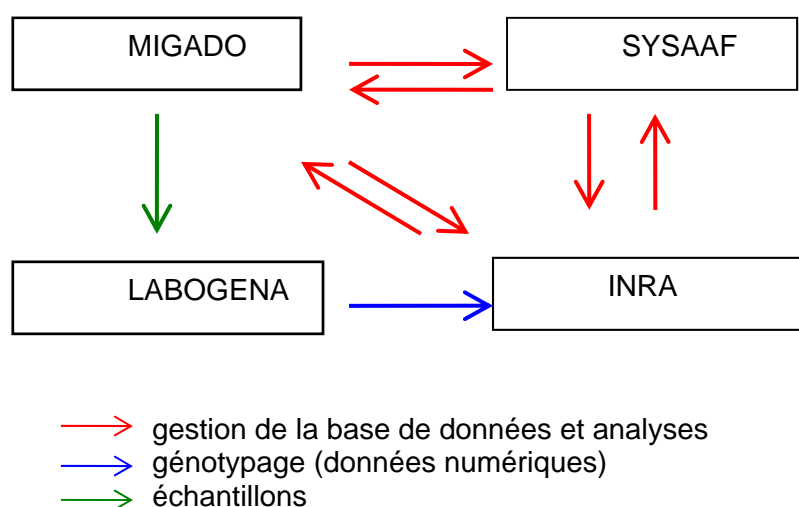 MIGADO
SYSAAF
LABOGENA
INRA
gestion de la base de données et analyses
génotypage (données numériques)
échantillons